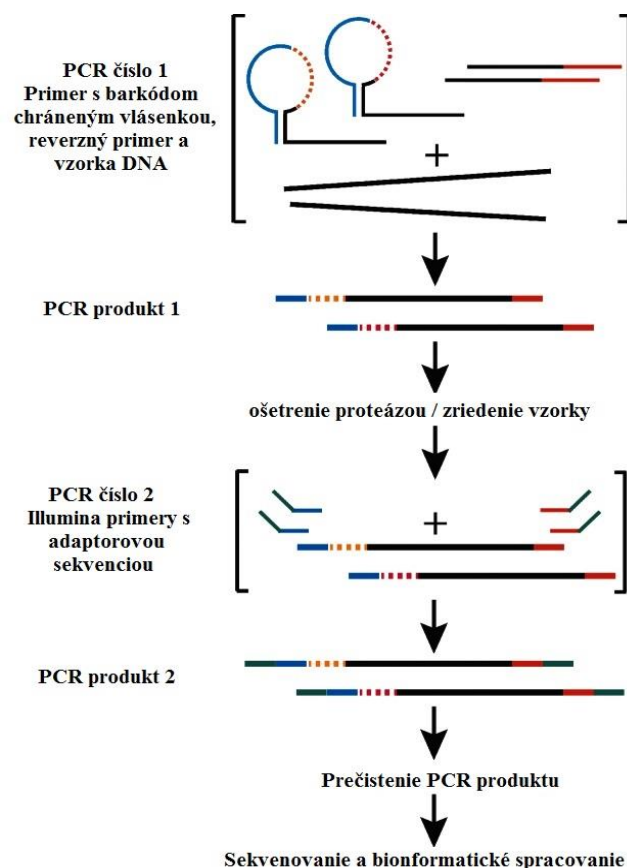 PCR číslo 1
Primer s barkódom
chráneným vlásenkou,
reverzný primer a
vzorka DNA
+
PCR produkt 1
ošetrenie proteázou / zriedenie vzorky
PCR číslo 2
Illumina primery s
adaptorovou
sekvenciou
+
PCR produkt 2
Prečistenie PCR produktu
Sekvenovanie a bionformatické spracovanie